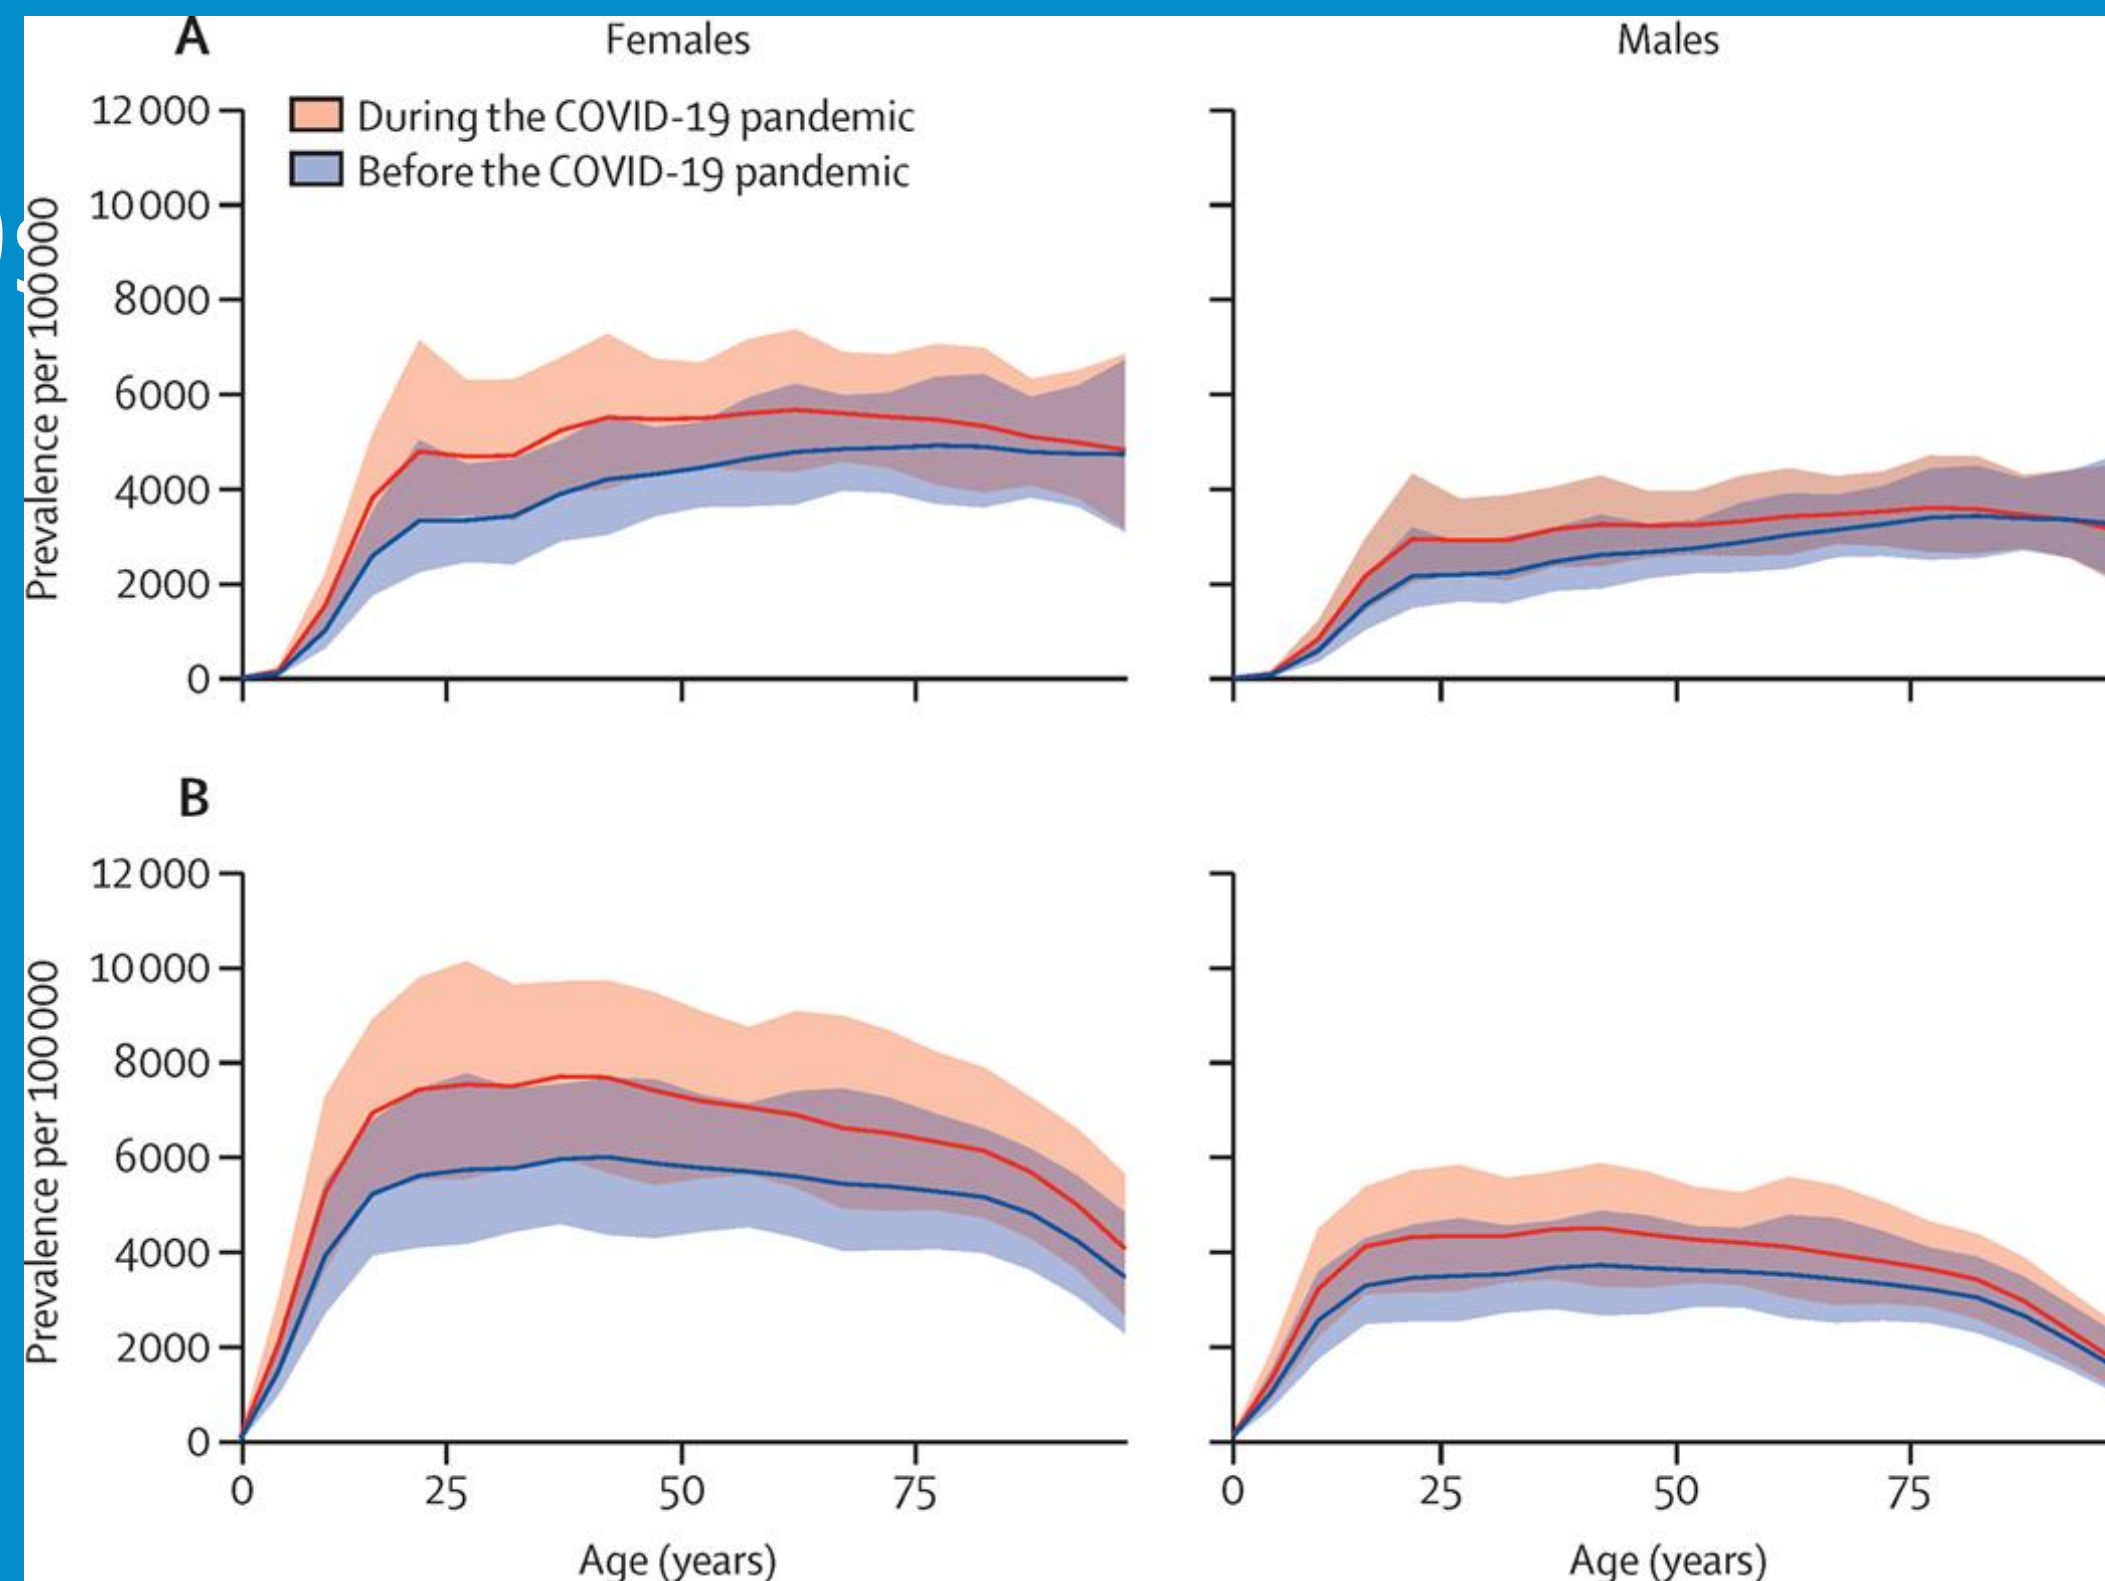 A
Females
Males
During the COVID-19 pandemic
Before the COVID-19 pandemic
12 000
10 000
8000
6000
4000
2000
0
Prevalence per 100 000
B
12 000
10 000
8000
6000
4000
2000
0
Prevalence per 100 000
0 25 50 75
0 25 50 75
Age (years)
Age (years)